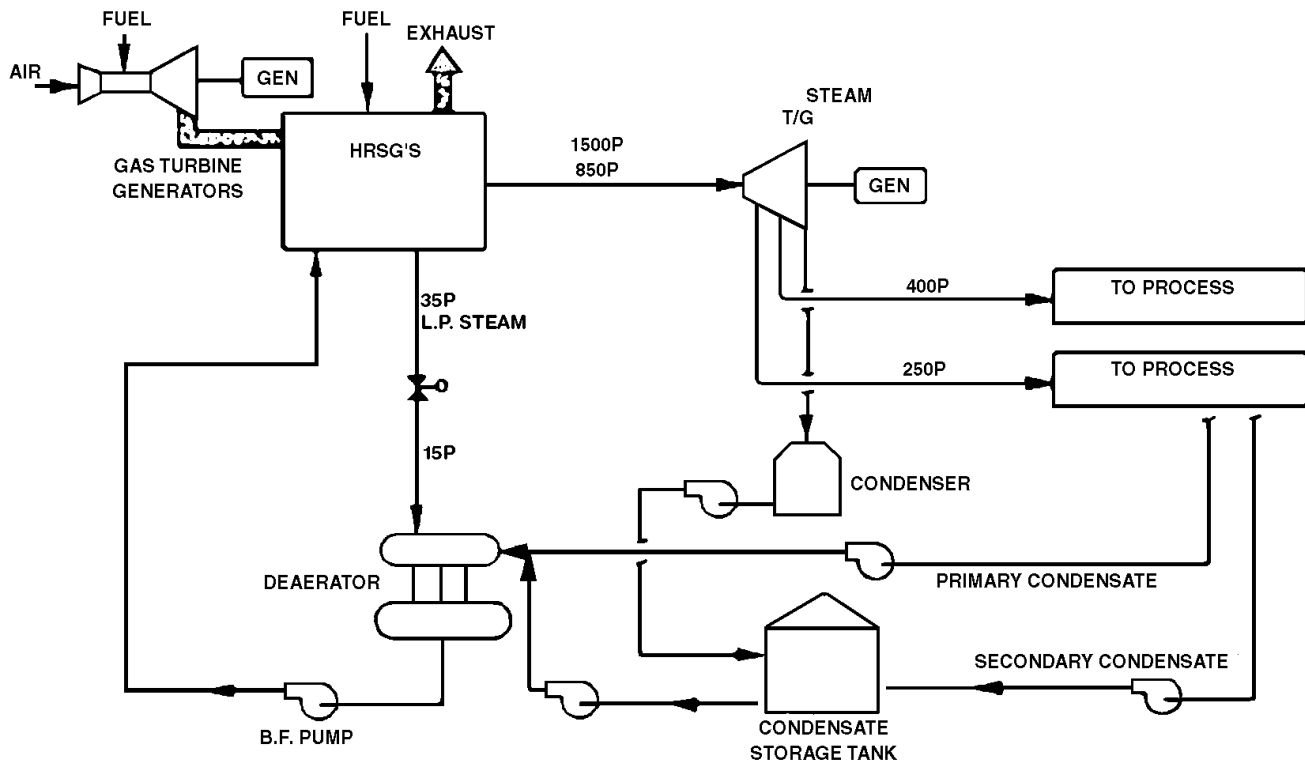 FUEL
FUEL
EXHAUST
AIR
GEN
STEAM
T/G
HRSG'S
1500P
850P
GAS TURBINE
GENERATORS
GEN
35P
L.P. STEAM
400P
TO PROCESS
250P
TO PROCESS
15P
CONDENSER
DEAERATOR
PRIMARY CONDENSATE
SECONDARY CONDENSATE
B.F. PUMP
CONDENSATE
STORAGE TANK